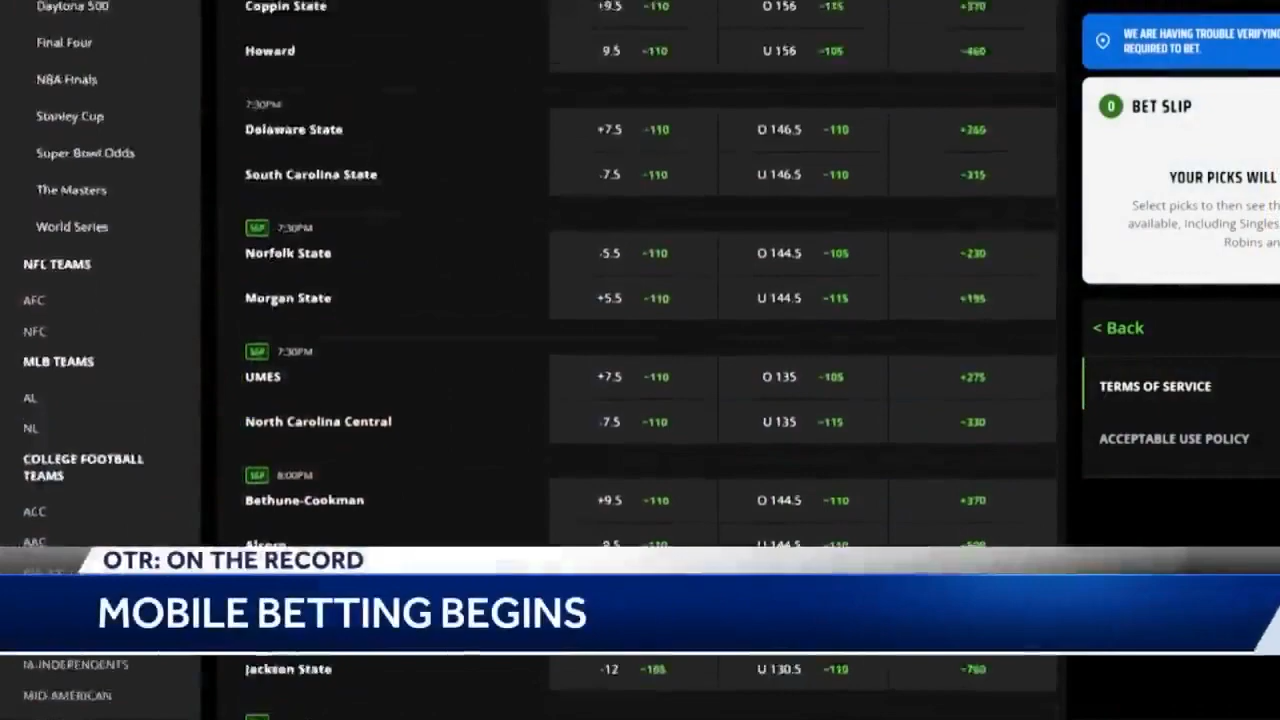 Daytona 500
Final Four
NBA Finals
Stanley Cup
Super Bowl Odds
The Masters
World Series
NFL TEAMS
AFC
NFC
MLB TEAMS
AL
NL
COLLEGE FOOTBALL
TEAMS
ACC
AAC
IA-INDEPENDENTS
MID-AMERICAN
Coppin State +9.5 -110 O 156 -115 +370
Howard 9.5 -110 U 156 -105 -460
7:30PM
Delaware State +7.5 -110 O 146.5 -110 +265
South Carolina State -7.5 -110 U 146.5 -110 -315
SGP 7:30PM
Norfolk State -5.5 -110 O 144.5 -105 -230
Morgan State +5.5 -110 U 144.5 -115 +195
SGP 7:30PM
UMES +7.5 -110 O 135 -105 +275
North Carolina Central -7.5 -110 U 135 -115 -330
SGP 8:00PM
Bethune-Cookman +9.5 -110 O 144.5 -110 +370
Jackson State -12 -105 U 130.5 -110
WE ARE HAVING TROUBLE VERIFYING
REQUIRED TO BET.
0 BET SLIP
YOUR PICKS WILL
Select picks to then see th
available, including Singles,
Robins an
< Back
TERMS OF SERVICE
ACCEPTABLE USE POLICY
OTR: ON THE RECORD
MOBILE BETTING BEGINS